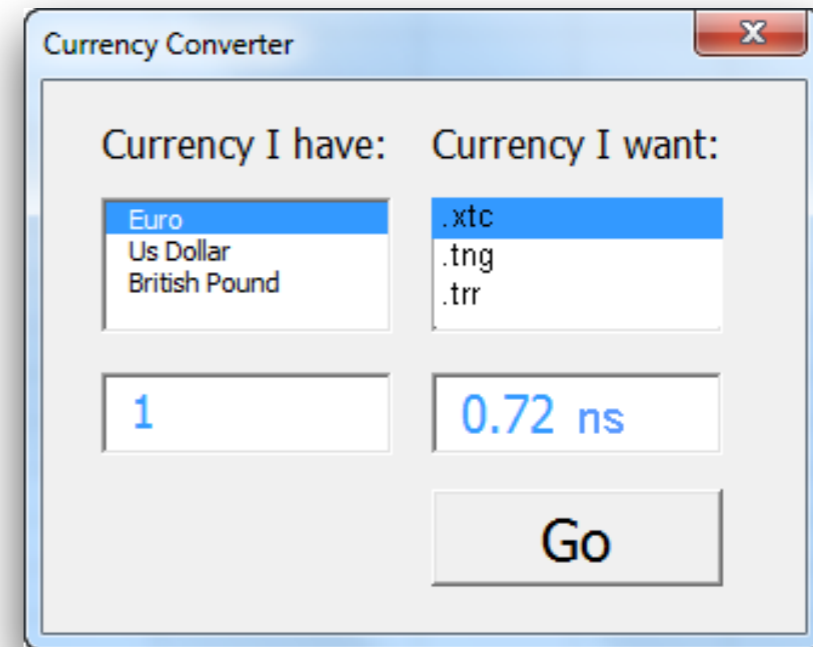 Currency Converter
Currency I have:
Currency I want:
Euro
Us Dollar
British Pound
.xtc
.tng
.trr
1
0.72 ns
Go